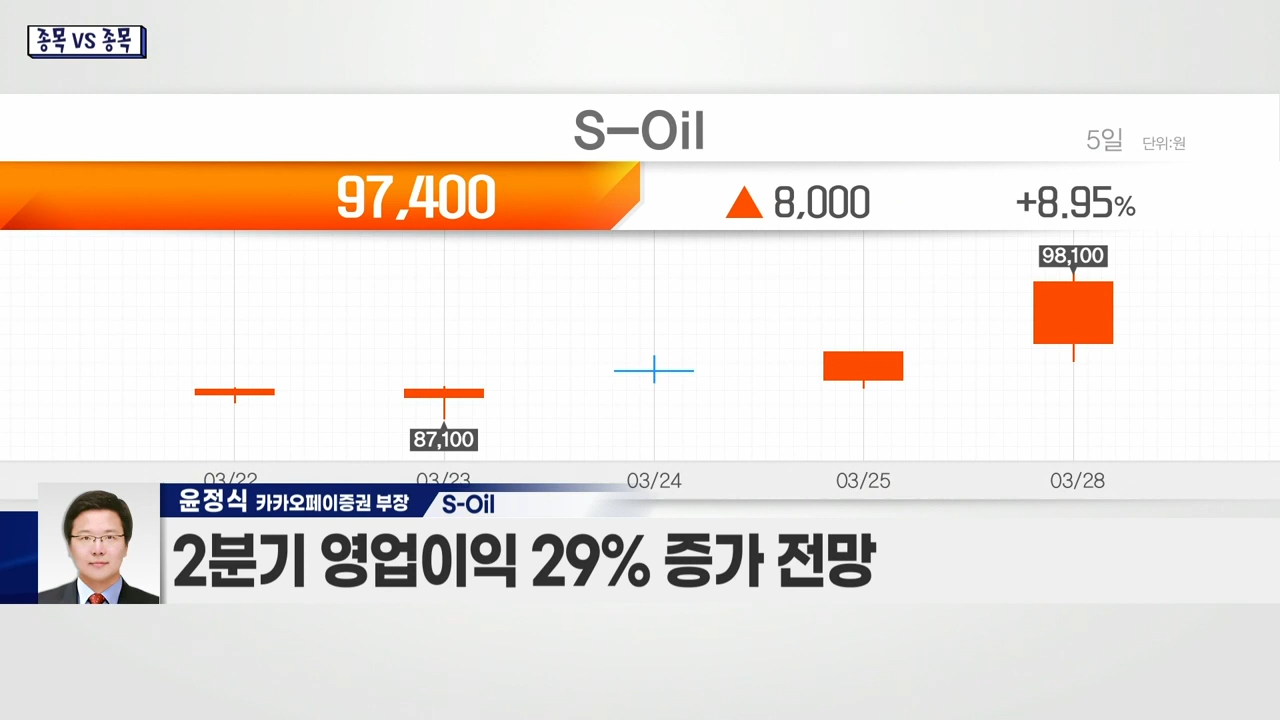 종목 VS 종목
S-Oil
5일 단위:원
97,400 ▲ 8,000 +8.95%
98,100
87,100
03/22 03/23 03/24 03/25 03/28
윤정식 카카오페이증권 부장 S-Oil
2분기 영업이익 29% 증가 전망